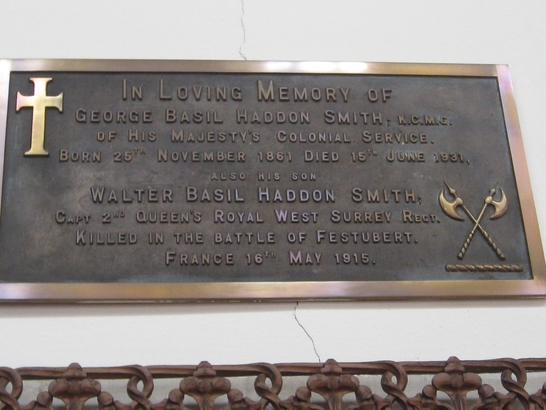 IN LOVING MEMORY OF
GEORGE BASIL HADDON SMITH, K.C.M.G.
OF HIS MAJESTY'S COLONIAL SERVICE.
BORN 25TH NOVEMBER 1861 DIED 15TH JUNE 1931,
ALSO HIS SON
WALTER BASIL HADDON SMITH,
CAPT 2ND QUEEN'S ROYAL WEST SURREY REGT.
KILLED IN THE BATTLE OF FESTUBERT,
FRANCE 16TH MAY 1915.